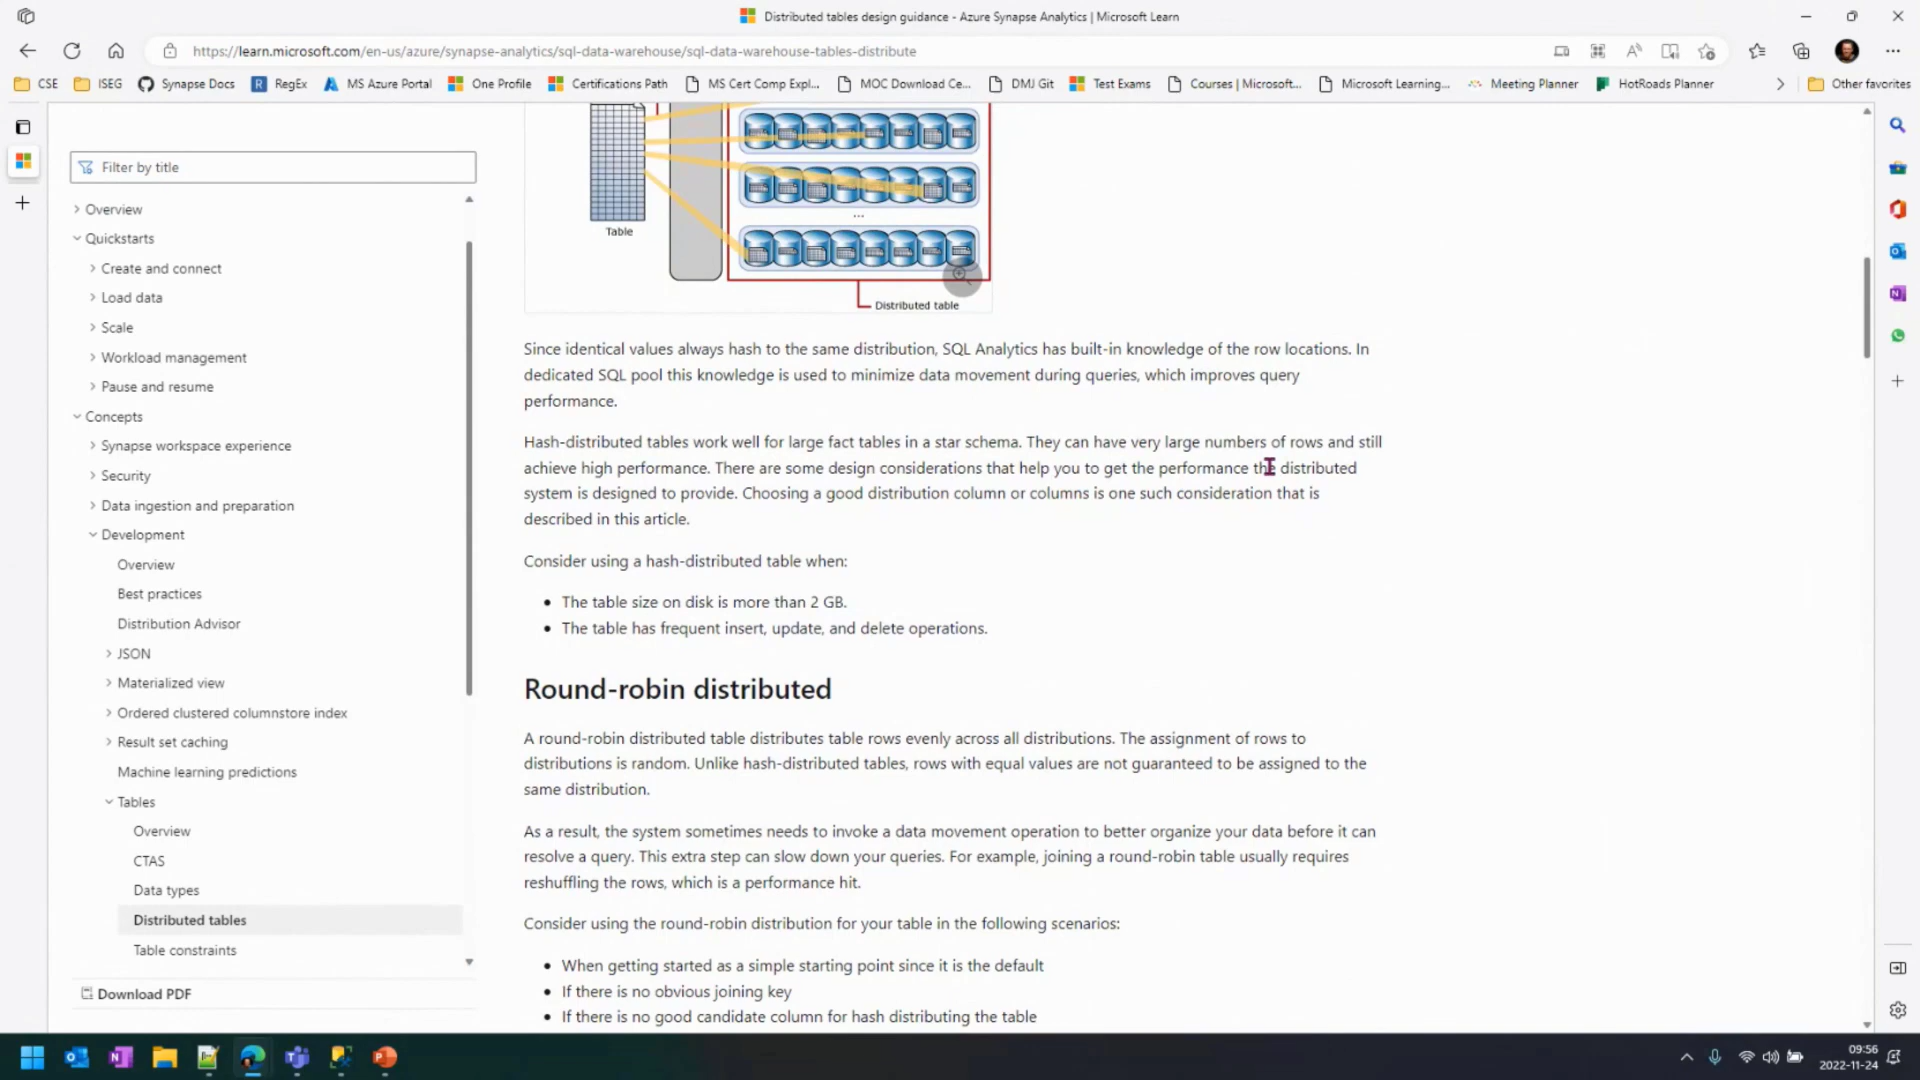 Distributed tables design guidance - Azure Synapse Analytics | Microsoft Learn
https://learn.microsoft.com/en-us/azure/synapse-analytics/sql-data-warehouse/sql-data-warehouse-tables-distribute
CSE ISEG Synapse Docs RegEx MS Azure Portal One Profile Certifications Path MS Cert Comp Expl... MOC Download Ce... DMJ Git Test Exams Courses | Microsoft... Microsoft Learning... Meeting Planner HotRoads Planner Other favorites
Filter by title
Overview
Quickstarts
Create and connect
Load data
Scale
Workload management
Pause and resume
Concepts
Synapse workspace experience
Security
Data ingestion and preparation
Development
Overview
Best practices
Distribution Advisor
JSON
Materialized view
Ordered clustered columnstore index
Result set caching
Machine learning predictions
Tables
Overview
CTAS
Data types
Distributed tables
Table constraints
Download PDF
Table
...
Distributed table
Since identical values always hash to the same distribution, SQL Analytics has built-in knowledge of the row locations. In
dedicated SQL pool this knowledge is used to minimize data movement during queries, which improves query
performance.
Hash-distributed tables work well for large fact tables in a star schema. They can have very large numbers of rows and still
achieve high performance. There are some design considerations that help you to get the performance the distributed
system is designed to provide. Choosing a good distribution column or columns is one such consideration that is
described in this article.
Consider using a hash-distributed table when:
• The table size on disk is more than 2 GB.
• The table has frequent insert, update, and delete operations.
Round-robin distributed
A round-robin distributed table distributes table rows evenly across all distributions. The assignment of rows to
distributions is random. Unlike hash-distributed tables, rows with equal values are not guaranteed to be assigned to the
same distribution.
As a result, the system sometimes needs to invoke a data movement operation to better organize your data before it can
resolve a query. This extra step can slow down your queries. For example, joining a round-robin table usually requires
reshuffling the rows, which is a performance hit.
Consider using the round-robin distribution for your table in the following scenarios:
• When getting started as a simple starting point since it is the default
• If there is no obvious joining key
• If there is no good candidate column for hash distributing the table
09:56
2022-11-24